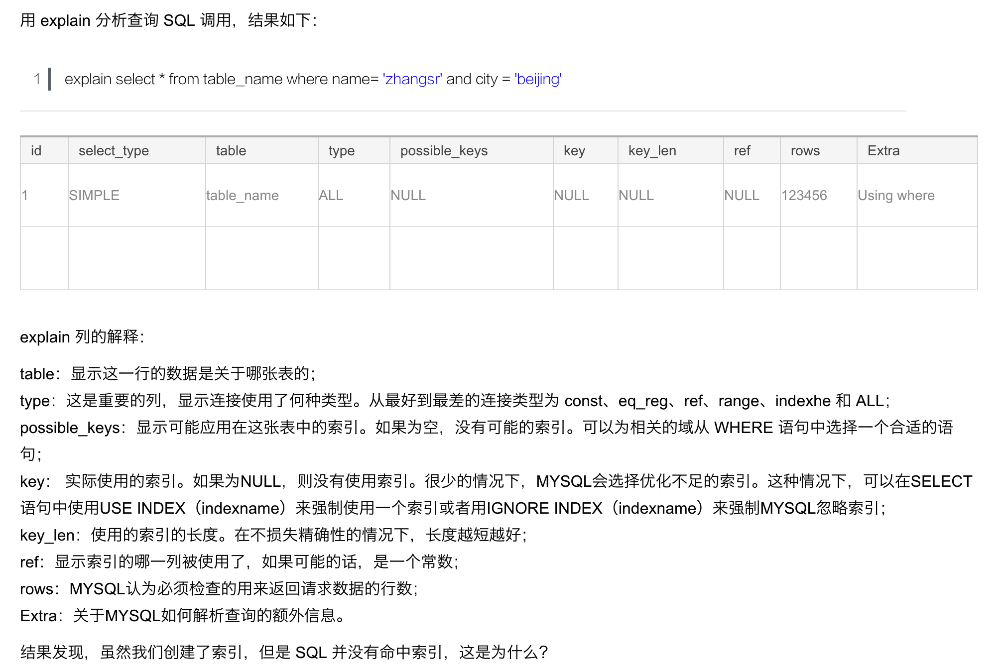 用 explain 分析查询 SQL 调用，结果如下：
1 explain select * from table_name where name= 'zhangsr' and city = 'beijing'
id select_type table type possible_keys key key_len ref rows Extra
1 SIMPLE table_name ALL NULL NULL NULL NULL 123456 Using where
explain 列的解释：
table：显示这一行的数据是关于哪张表的；
type：这是重要的列，显示连接使用了何种类型。从最好到最差的连接类型为 const、eq_reg、ref、range、indexhe 和 ALL；
possible_keys：显示可能应用在这张表中的索引。如果为空，没有可能的索引。可以为相关的域从 WHERE 语句中选择一个合适的语
句；
key： 实际使用的索引。如果为NULL，则没有使用索引。很少的情况下，MYSQL会选择优化不足的索引。这种情况下，可以在SELECT
语句中使用USE INDEX（indexname）来强制使用一个索引或者用IGNORE INDEX（indexname）来强制MYSQL忽略索引；
key_len：使用的索引的长度。在不损失精确性的情况下，长度越短越好；
ref：显示索引的哪一列被使用了，如果可能的话，是一个常数；
rows：MYSQL认为必须检查的用来返回请求数据的行数；
Extra：关于MYSQL如何解析查询的额外信息。
结果发现，虽然我们创建了索引，但是 SQL 并没有命中索引，这是为什么？